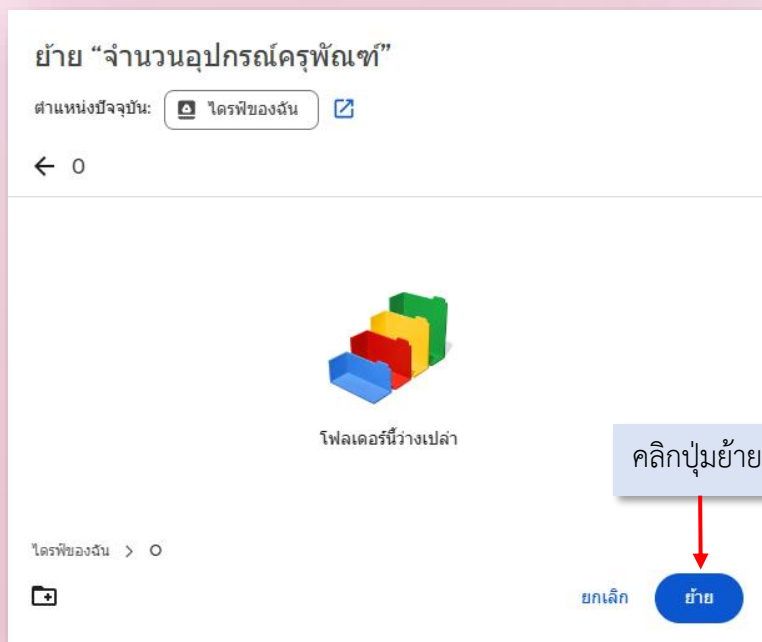 ย้าย “จำนวนอุปกรณ์ครุพัณฑ์”
ตำแหน่งปัจจุบัน: ไดรฟ์ของฉัน
O
โฟลเดอร์นี้ว่างเปล่า
คลิกปุ่มย้าย
ไดรฟ์ของฉัน > O
ยกเลิก ย้าย